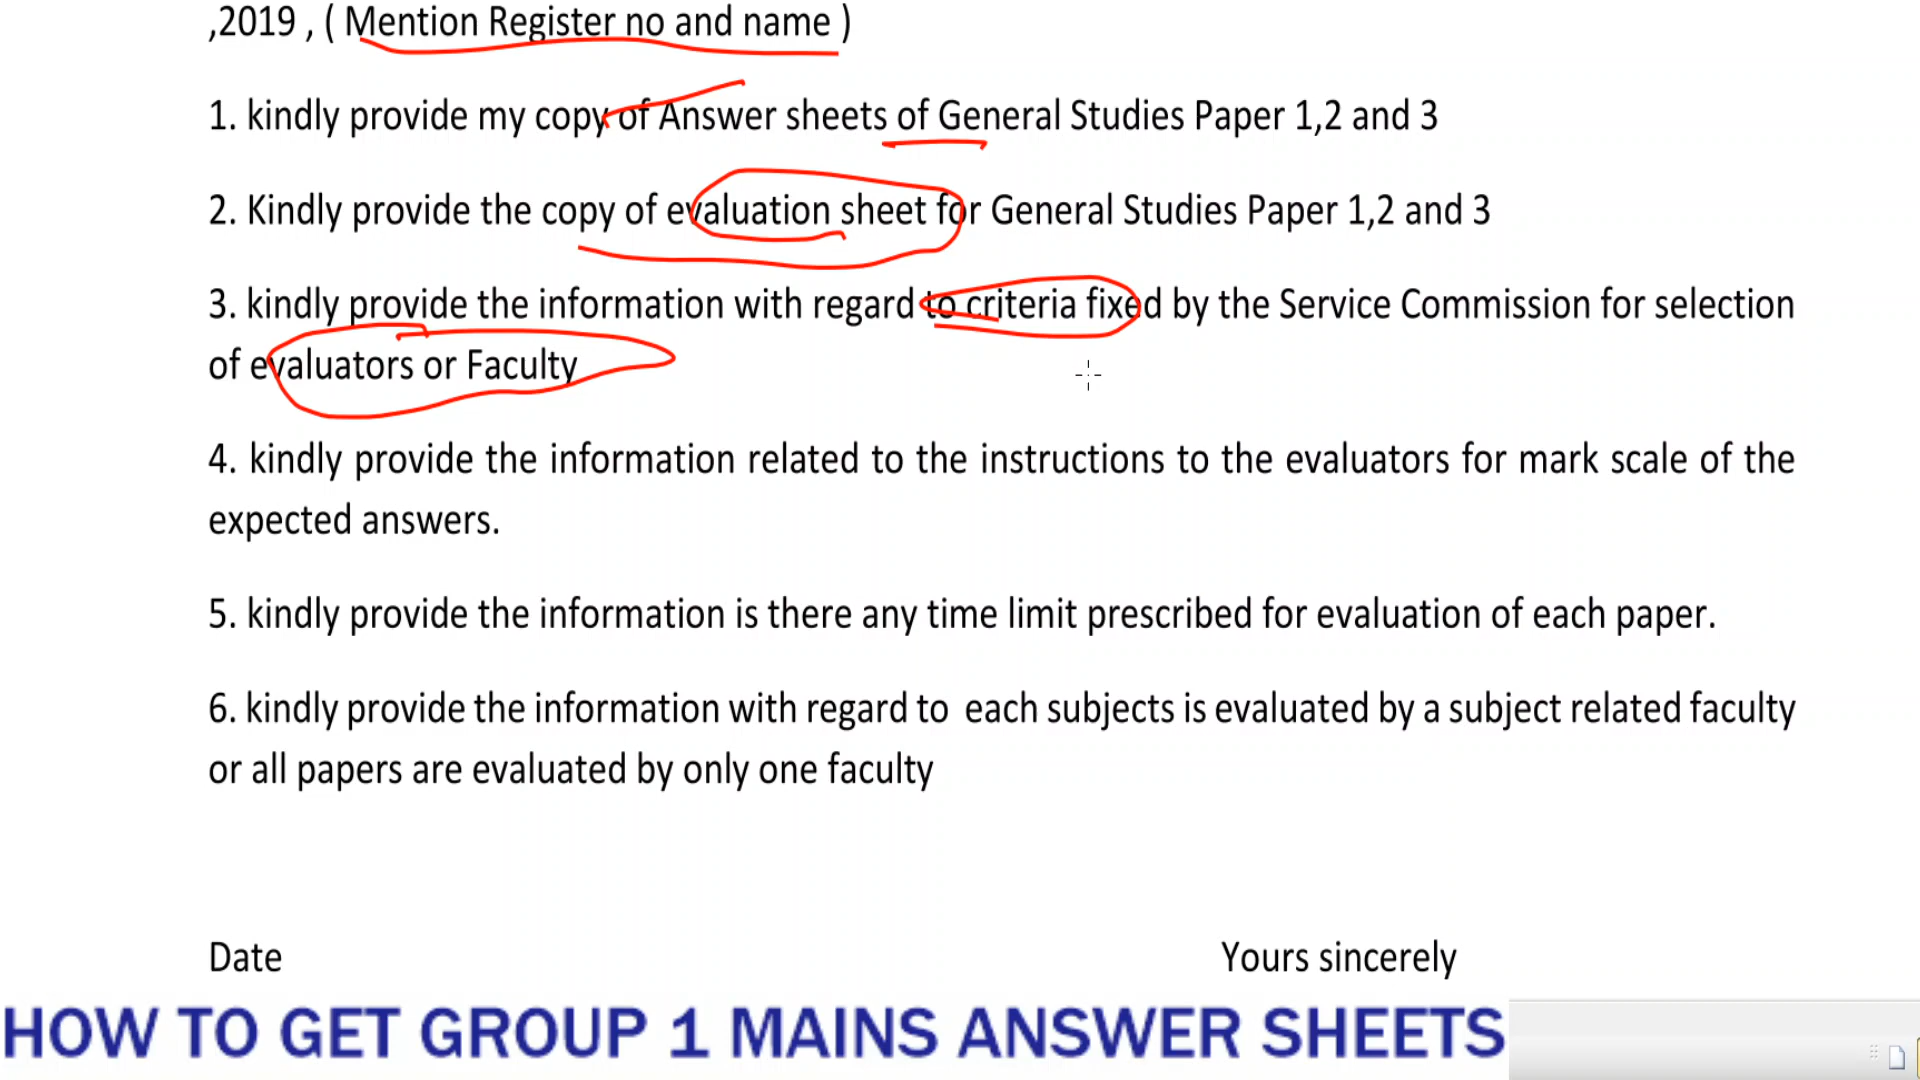 ,2019 , ( Mention Register no and name )
1. kindly provide my copy of Answer sheets of General Studies Paper 1,2 and 3
2. Kindly provide the copy of evaluation sheet for General Studies Paper 1,2 and 3
3. kindly provide the information with regard to criteria fixed by the Service Commission for selection
of evaluators or Faculty
4. kindly provide the information related to the instructions to the evaluators for mark scale of the
expected answers.
5. kindly provide the information is there any time limit prescribed for evaluation of each paper.
6. kindly provide the information with regard to each subjects is evaluated by a subject related faculty
or all papers are evaluated by only one faculty
Date Yours sincerely
HOW TO GET GROUP 1 MAINS ANSWER SHEETS